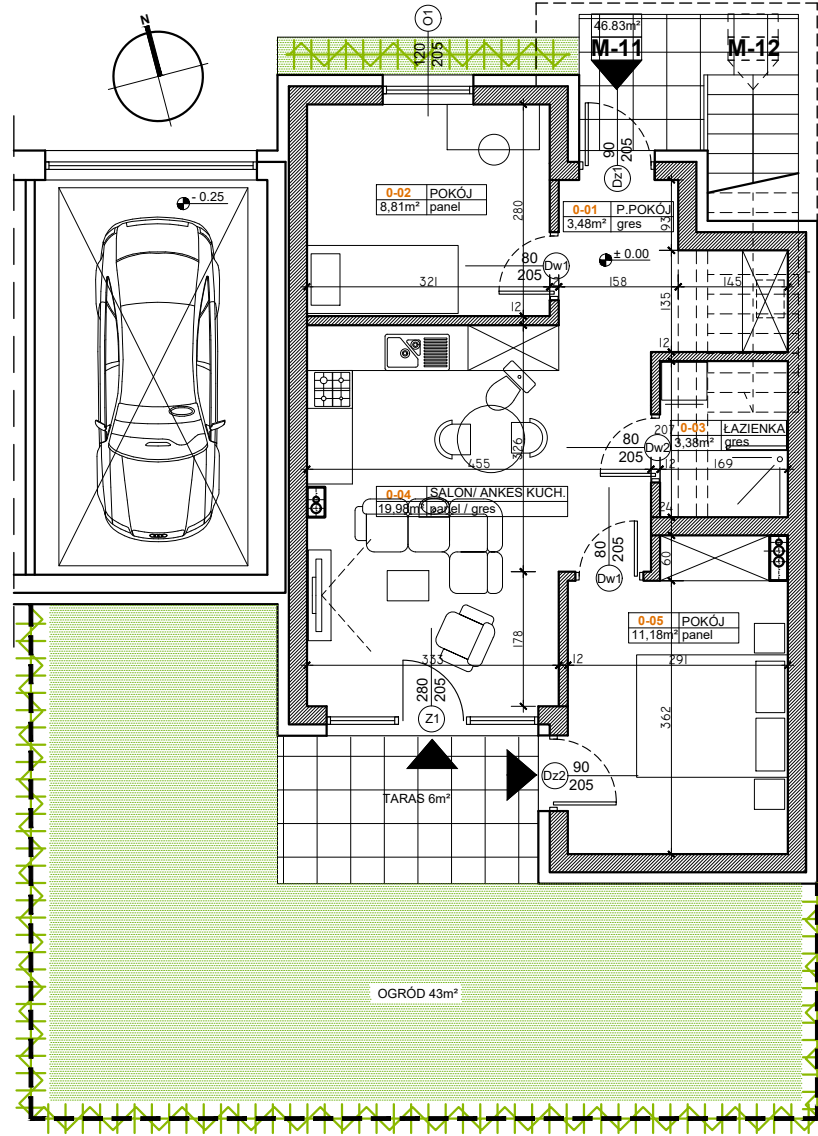 N
O1
120
205
46.83m²
M-11
M-12
90
205
Dz1
- 0.25
0-02 POKÓJ
8,81m² panel
280
0-01 P.POKÓJ
3,48m² gres
93
± 0.00
80
205
Dw1
321
12
158
145
135
12
12
0-03 ŁAZIENKA
3,38m² gres
207
80
205
Dw2
12
169
326
455
0-04 SALON/ ANKES KUCH.
19,98m² panel / gres
24
80
205
Dw1
60
0-05 POKÓJ
11,18m² panel
178
333
12
291
280
205
Z1
362
90
205
Dz2
TARAS 6m²
OGRÓD 43m²